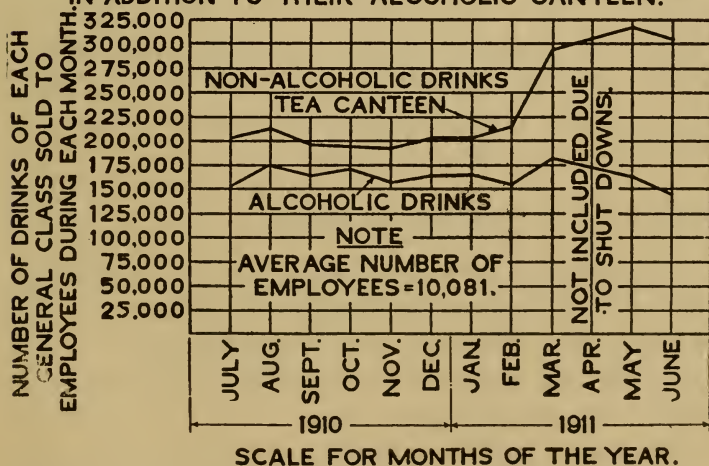 IN ADDITION TO THEIR ALCOHOLIC CANTEEN.
NUMBER OF DRINKS OF EACH
GENERAL CLASS SOLD TO
EMPLOYEES DURING EACH MONTH.
325,000
300,000
275,000
250,000
225,000
200,000
175,000
150,000
125,000
100,000
75,000
50,000
25.000
NON-ALCOHOLIC DRINKS
TEA CANTEEN
ALCOHOLIC DRINKS
NOTE
AVERAGE NUMBER OF
EMPLOYEES=10,081.
NOT INCLUDED DUE
TO SHUT DOWNS.
JULY
AUG.
SEPT.
OCT.
NOV.
DEC.
JAN.
FEB.
MAR.
APR.
MAY
JUNE
1910
1911
SCALE FOR MONTHS OF THE YEAR.